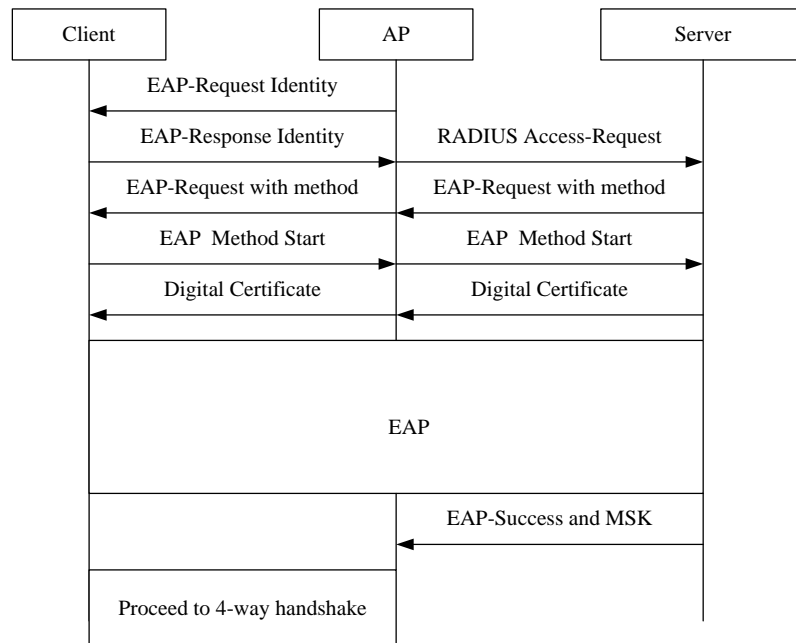 Client
AP
Server
EAP-Request Identity
EAP-Response Identity
RADIUS Access-Request
EAP-Request with method
EAP-Request with method
EAP Method Start
EAP Method Start
Digital Certificate
Digital Certificate
EAP
EAP-Success and MSK
Proceed to 4-way handshake